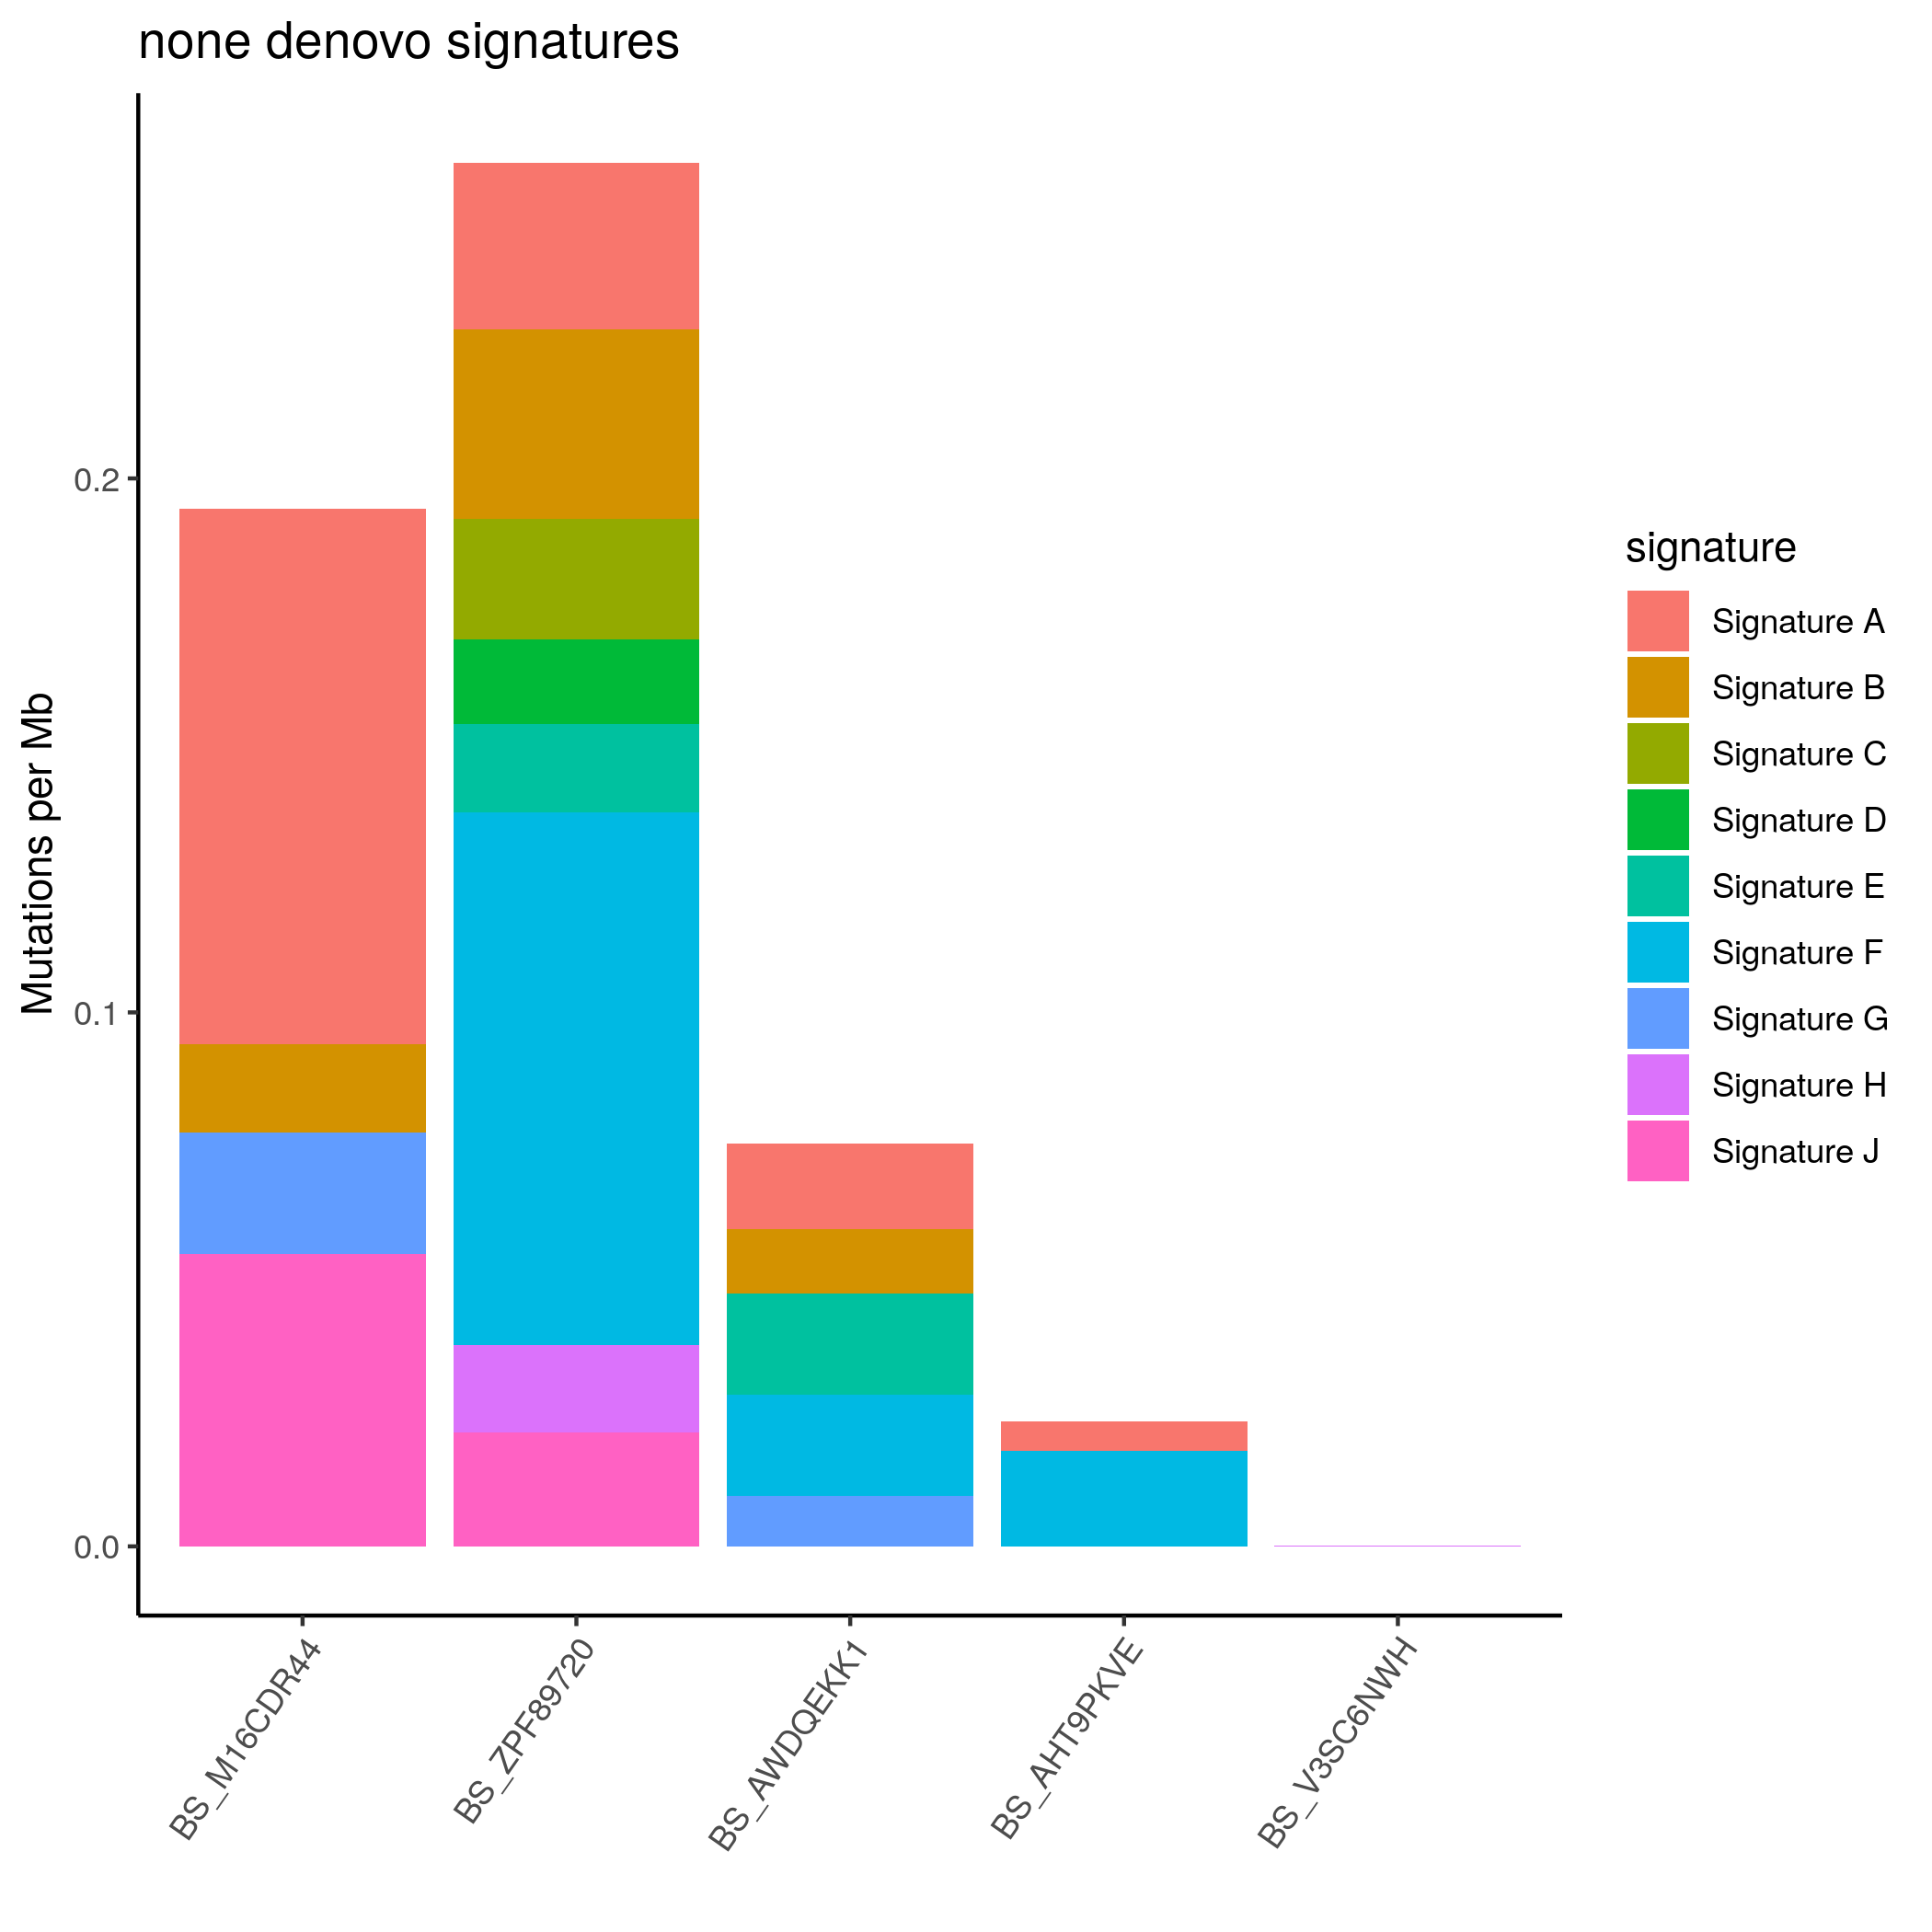 none denovo signatures
Mutations per Mb
0.2
0.1
0.0
BS_M16CDR44
BS_ZPF89720
BS_AWDQEKK1
BS_AHT9PKVE
BS_V3SC6NWH
signature
Signature A
Signature B
Signature C
Signature D
Signature E
Signature F
Signature G
Signature H
Signature J